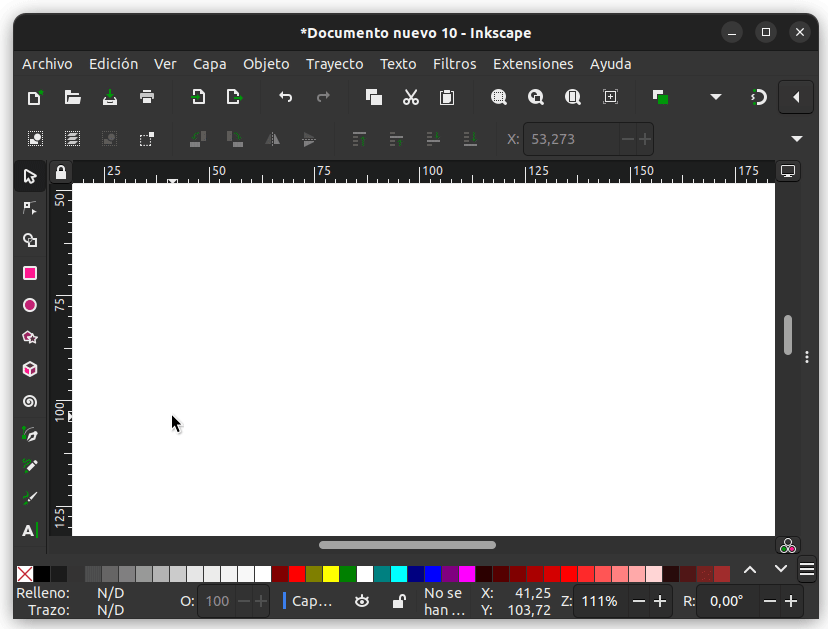 *Documento nuevo 10 - Inkscape
Archivo Edición Ver Capa Objeto Trayecto Texto Filtros Extensiones Ayuda
X: 53,273
25 50 75 100 125 150 175
50
75
100
125
A
Relleno: N/D
Trazo: N/D
O: 100
Cap...
No se
han ...
X: 41,25
Y: 103,72
Z: 111%
R: 0,00°